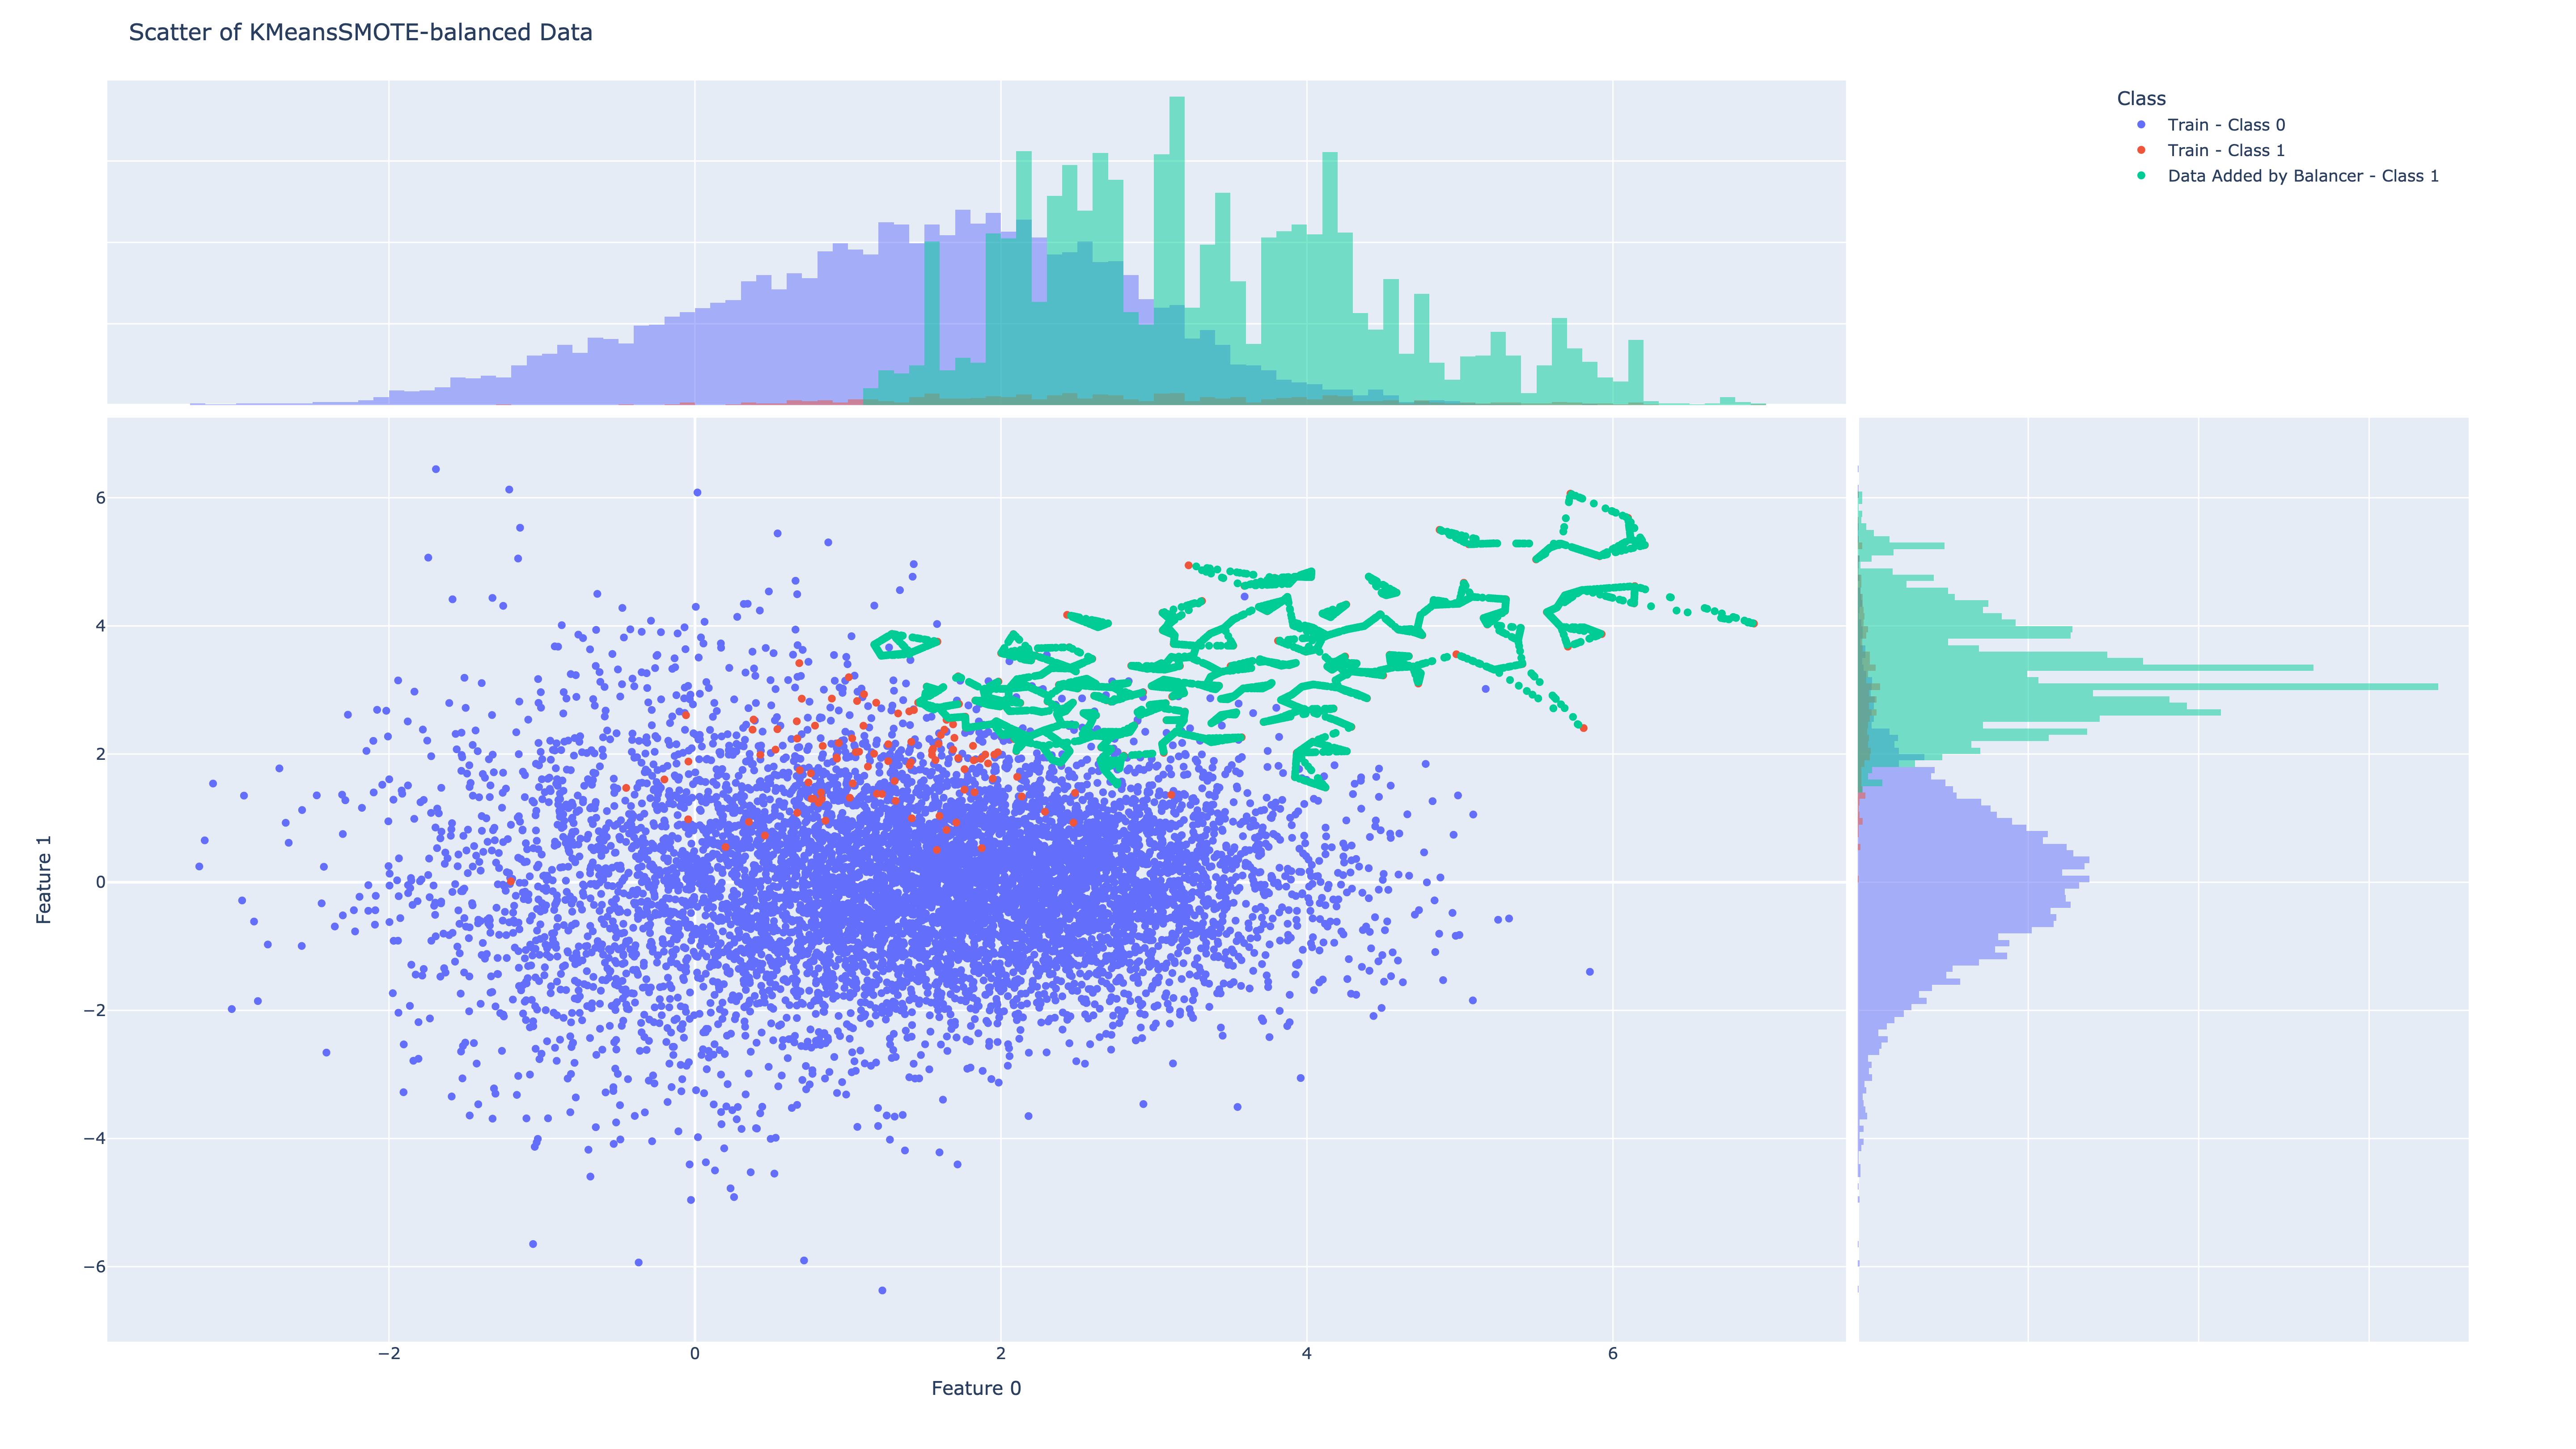 Scatter of KMeansSMOTE-balanced Data
Class
Train - Class 0
Train - Class 1
Data Added by Balancer - Class 1
6
4
2
0
−2
−4
−6
Feature 1
−2
0
2
4
6
Feature 0